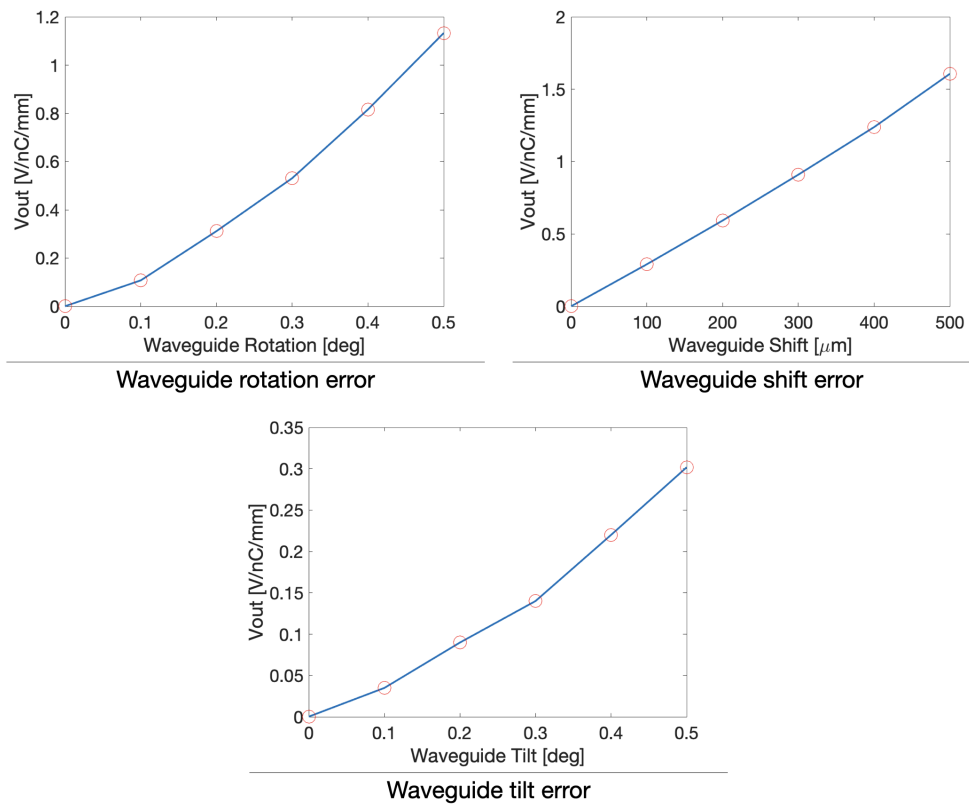 1.2
1
0.8
0.6
0.4
0.2
0
Vout [V/nC/mm]
0 0.1 0.2 0.3 0.4 0.5
Waveguide Rotation [deg]
Waveguide rotation error
2
1.5
1
0.5
0
Vout [V/nC/mm]
0 100 200 300 400 500
Waveguide Shift [μm]
Waveguide shift error
0.35
0.3
0.25
0.2
0.15
0.1
0.05
0
Vout [V/nC/mm]
0 0.1 0.2 0.3 0.4 0.5
Waveguide Tilt [deg]
Waveguide tilt error